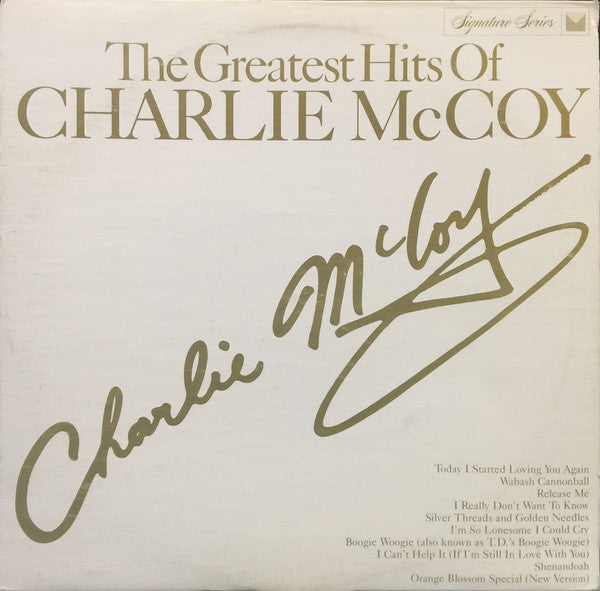 Signature Series
The Greatest Hits Of
CHARLIE McCOY
Charlie McCoy
Today I Started Loving You Again
Wabash Cannonball
Release Me
I Really Don't Want To Know
Silver Threads and Golden Needles
I'm So Lonesome I Could Cry
Boogie Woogie (also known as T.D.'s Boogie Woogie)
I Can't Help It (If I'm Still In Love With You)
Shenandoah
Orange Blossom Special (New Version)